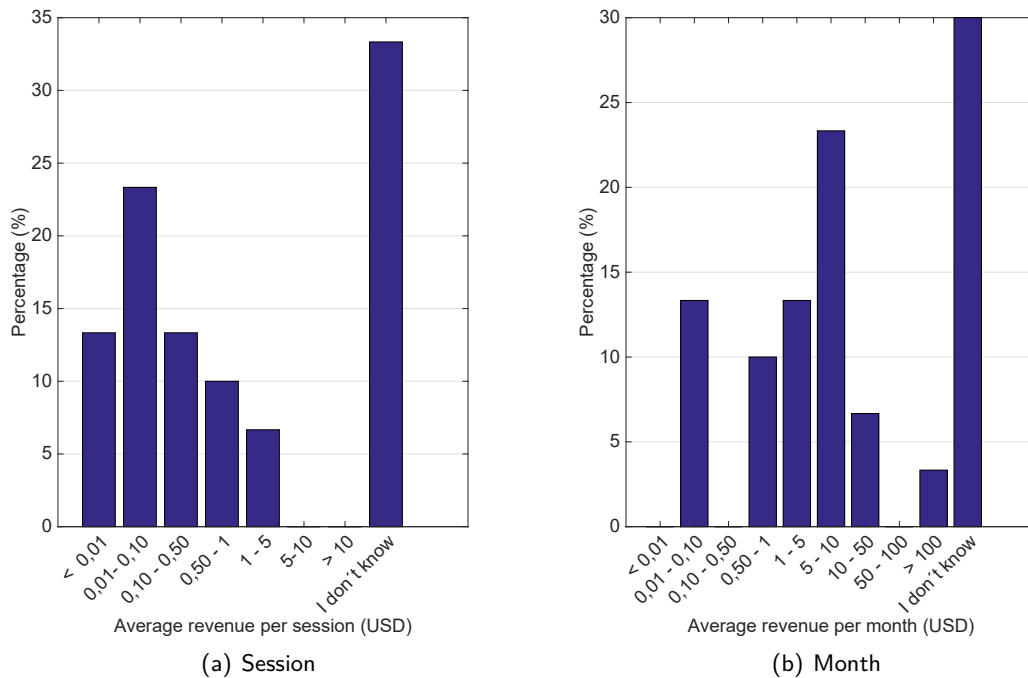 35
30
25
20
15
10
5
0
Percentage (%)
< 0,01
0,01- 0,10
0,10 - 0,50
0,50 - 1
1 - 5
5-10
> 10
I don´t know
Average revenue per session (USD)
(a) Session
30
25
20
15
10
5
0
Percentage (%)
< 0,01
0,01 - 0,10
0,10 - 0,50
0,50 - 1
1 - 5
5 - 10
10 - 50
50 - 100
> 100
I don´t know
Average revenue per month (USD)
(b) Month